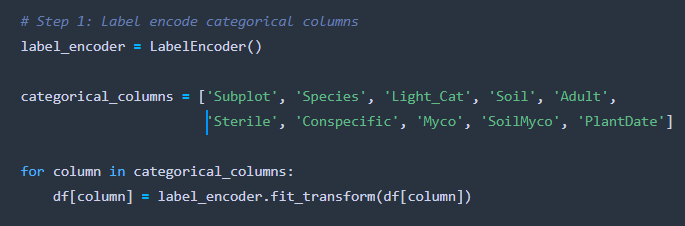 # Step 1: Label encode categorical columns
label_encoder = LabelEncoder()
categorical_columns = ['Subplot', 'Species', 'Light_Cat', 'Soil', 'Adult',
'Sterile', 'Conspecific', 'Myco', 'SoilMyco', 'PlantDate']
for column in categorical_columns:
df[column] = label_encoder.fit_transform(df[column])